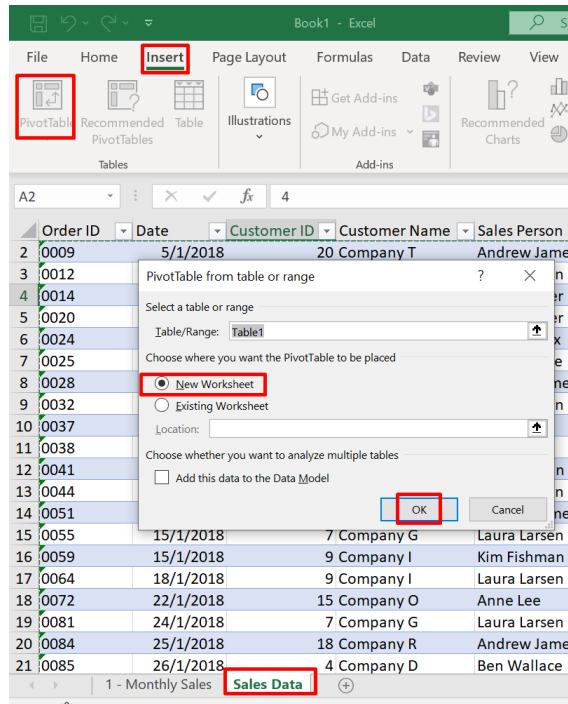 Book1 - Excel
File Home Insert Page Layout Formulas Data Review View
PivotTable Recommended PivotTables Table Illustrations Get Add-ins My Add-ins Recommended Charts
Tables Add-ins
A2 fx 4
Order ID Date Customer ID Customer Name Sales Person
2 0009 5/1/2018 20 Company T Andrew Jame
3 0012
4 0014
5 0020
6 0024
7 0025
8 0028
9 0032
10 0037
11 0038
12 0041
13 0044
14 0051
PivotTable from table or range ?
Select a table or range
Table/Range: Table1
Choose where you want the PivotTable to be placed
New Worksheet
Existing Worksheet
Location:
Choose whether you want to analyze multiple tables
Add this data to the Data Model
OK Cancel
15 0055 15/1/2018 7 Company G Laura Larsen
16 0059 15/1/2018 9 Company I Kim Fishman
17 0064 18/1/2018 9 Company I Laura Larsen
18 0072 22/1/2018 15 Company O Anne Lee
19 0081 24/1/2018 7 Company G Laura Larsen
20 0084 25/1/2018 18 Company R Andrew Jame
21 0085 26/1/2018 4 Company D Ben Wallace
1 - Monthly Sales Sales Data